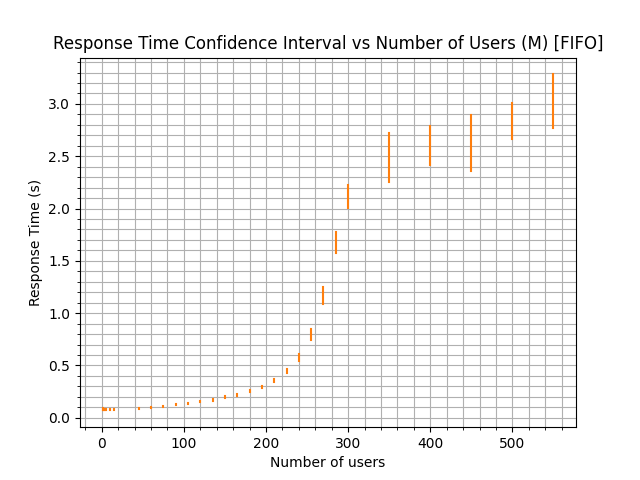 Response Time Confidence Interval vs Number of Users (M) [FIFO]
Response Time (s)
3.0
2.5
2.0
1.5
1.0
0.5
0.0
0 100 200 300 400 500
Number of users